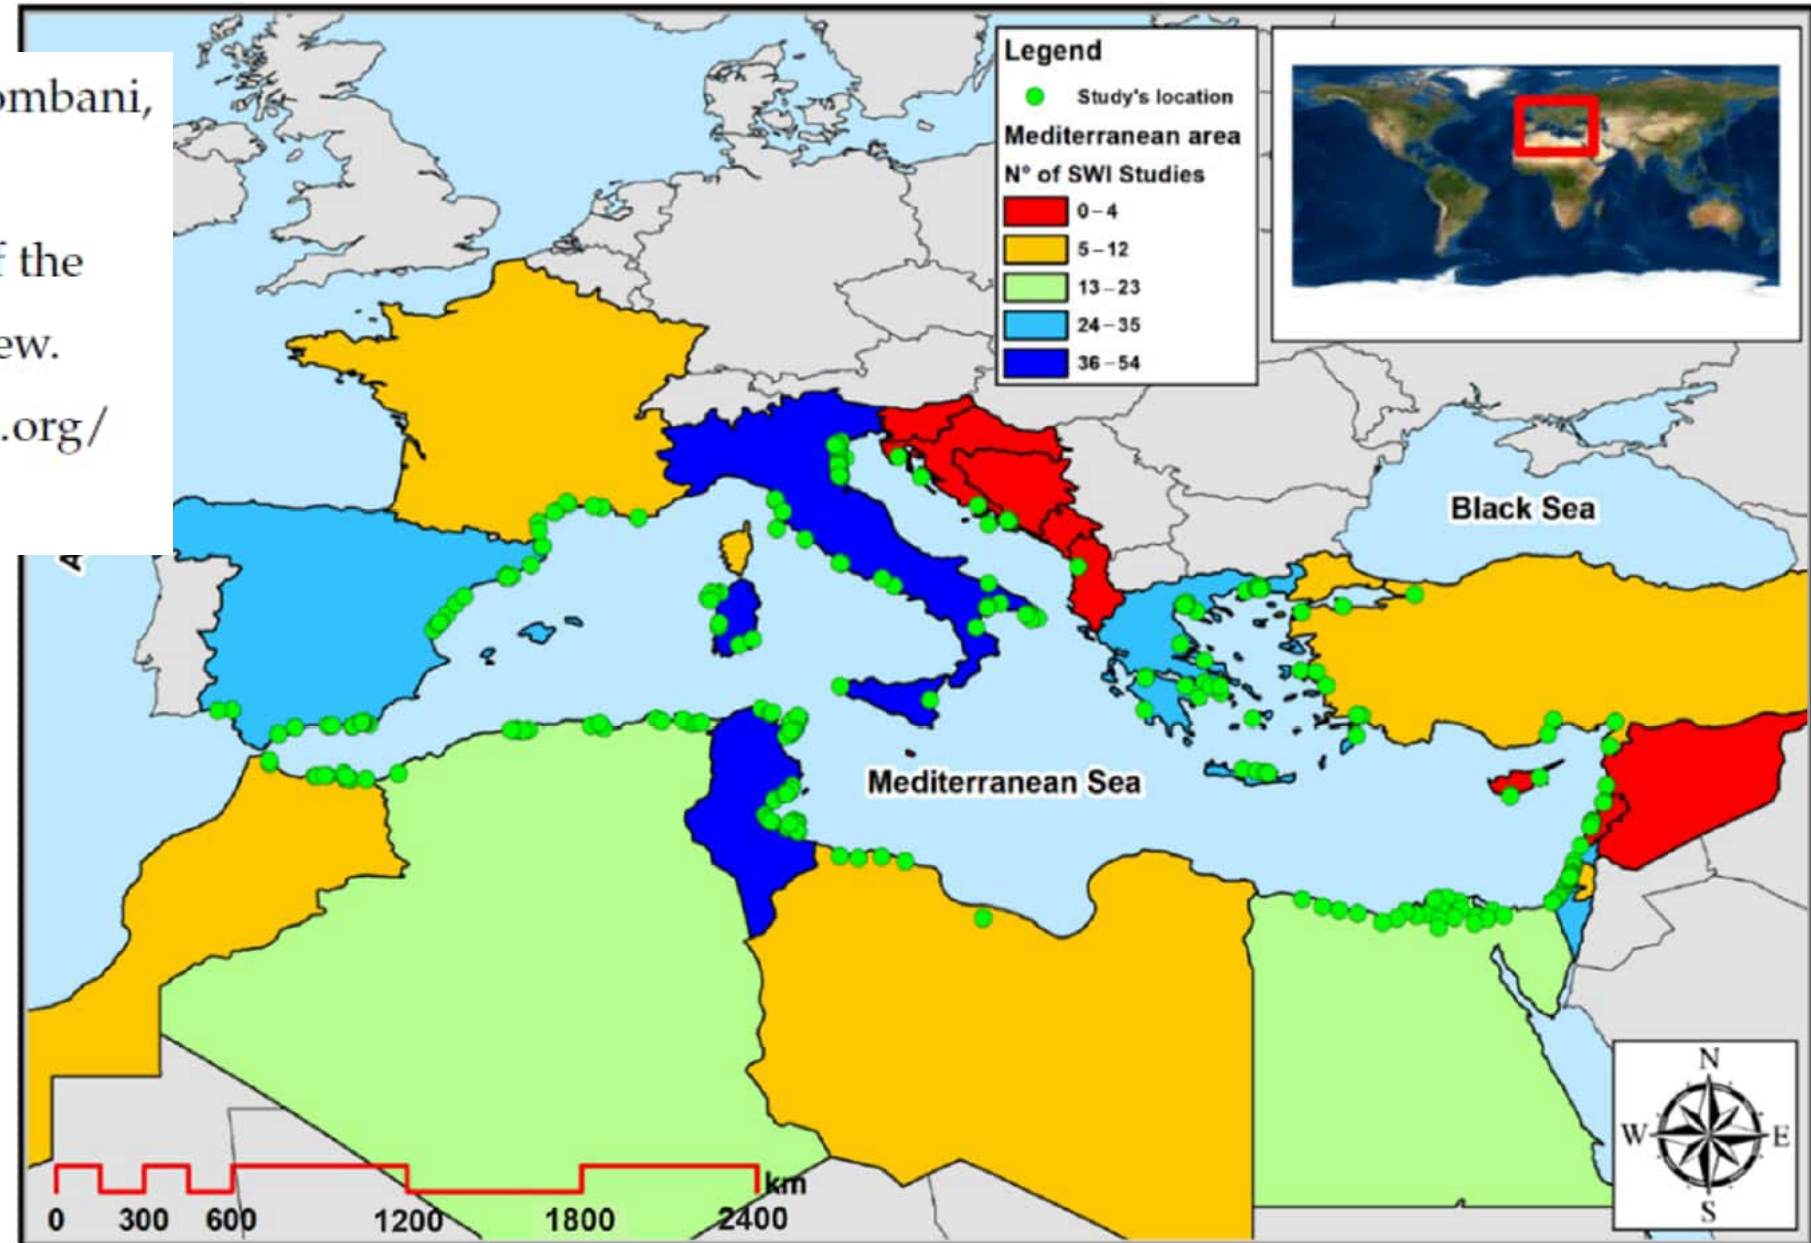 ombani,
f the
ew.
.org/
A
Legend
Study's location
Mediterranean area
N° of SWI Studies
0–4
5–12
13–23
24–35
36–54
Black Sea
Mediterranean Sea
N
W E
S
km
0 300 600 1200 1800 2400